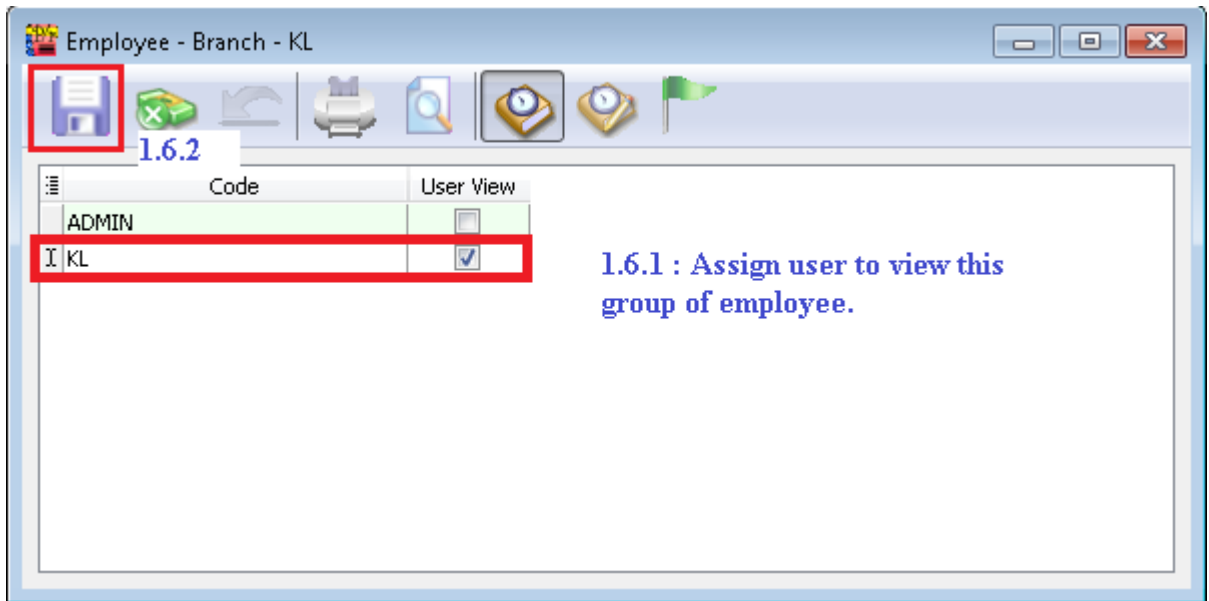 Employee - Branch - KL
1.6.2
Code User View
ADMIN
KL
1.6.1 : Assign user to view this
group of employee.